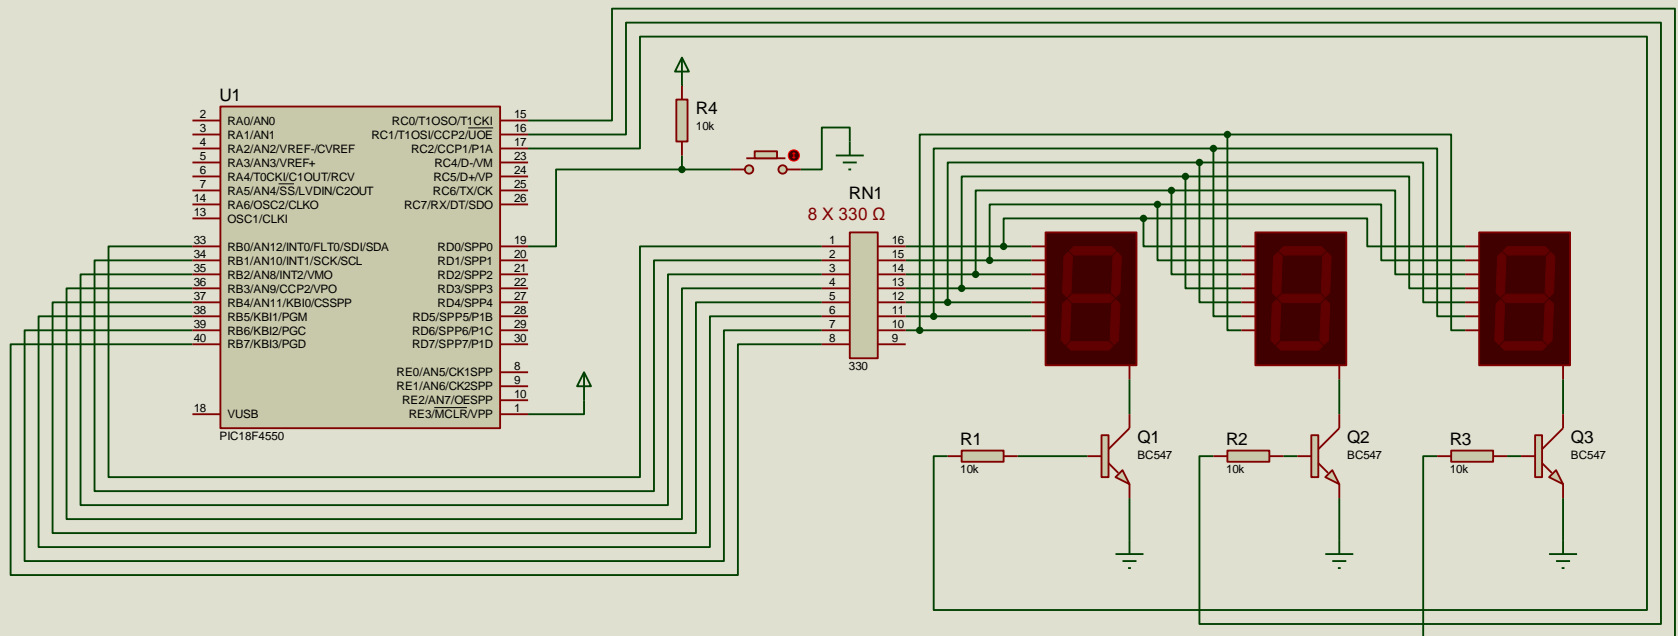 U1
2 RA0/AN0 RC0/T1OSO/T1CKI 15
3 RA1/AN1 RC1/T1OSI/CCP2/UOE 16
4 RA2/AN2/VREF-/CVREF RC2/CCP1/P1A 17
5 RA3/AN3/VREF+ RC4/D-/VM 23
6 RA4/T0CKI/C1OUT/RCV RC5/D+/VP 24
7 RA5/AN4/SS/LVDIN/C2OUT RC6/TX/CK 25
14 RA6/OSC2/CLKO RC7/RX/DT/SDO 26
13 OSC1/CLKI
33 RB0/AN12/INT0/FLT0/SDI/SDA RD0/SPP0 19
34 RB1/AN10/INT1/SCK/SCL RD1/SPP1 20
35 RB2/AN8/INT2/VMO RD2/SPP2 21
36 RB3/AN9/CCP2/VPO RD3/SPP3 22
37 RB4/AN11/KBI0/CSSPP RD4/SPP4 27
38 RB5/KBI1/PGM RD5/SPP5/P1B 28
39 RB6/KBI2/PGC RD6/SPP6/P1C 29
40 RB7/KBI3/PGD RD7/SPP7/P1D 30
RE0/AN5/CK1SPP 8
RE1/AN6/CK2SPP 9
RE2/AN7/OESPP 10
18 VUSB RE3/MCLR/VPP 1
PIC18F4550
R4
10k
RN1
8 X 330 Ω
1 16
2 15
3 14
4 13
5 12
6 11
7 10
8 9
330
R1
10k
Q1
BC547
R2
10k
Q2
BC547
R3
10k
Q3
BC547